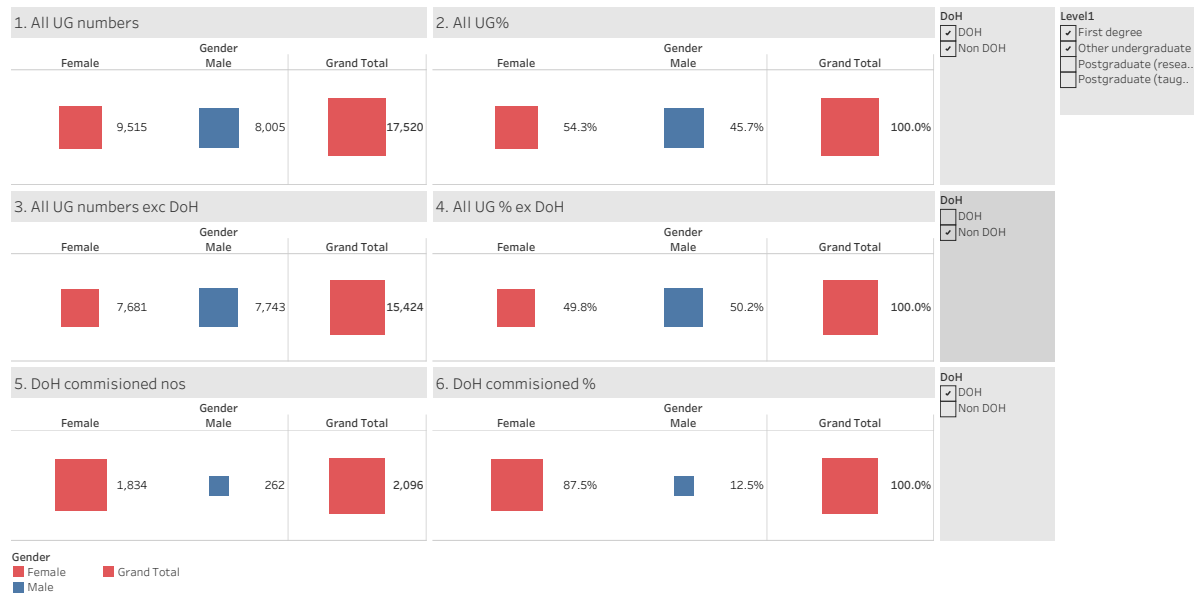 1. All UG numbers
Gender
Female Male Grand Total
9,515 8,005 17,520
2. All UG%
Gender
Female Male Grand Total
54.3% 45.7% 100.0%
DoH
DOH
Non DOH
Level1
First degree
Other undergraduate
Postgraduate (resea..
Postgraduate (taug..
3. All UG numbers exc DoH
Gender
Female Male Grand Total
7,681 7,743 15,424
4. All UG % ex DoH
Gender
Female Male Grand Total
49.8% 50.2% 100.0%
DoH
DOH
Non DOH
5. DoH commisioned nos
Gender
Female Male Grand Total
1,834 262 2,096
6. DoH commisioned %
Gender
Female Male Grand Total
87.5% 12.5% 100.0%
DoH
DOH
Non DOH
Gender
Female Grand Total
Male